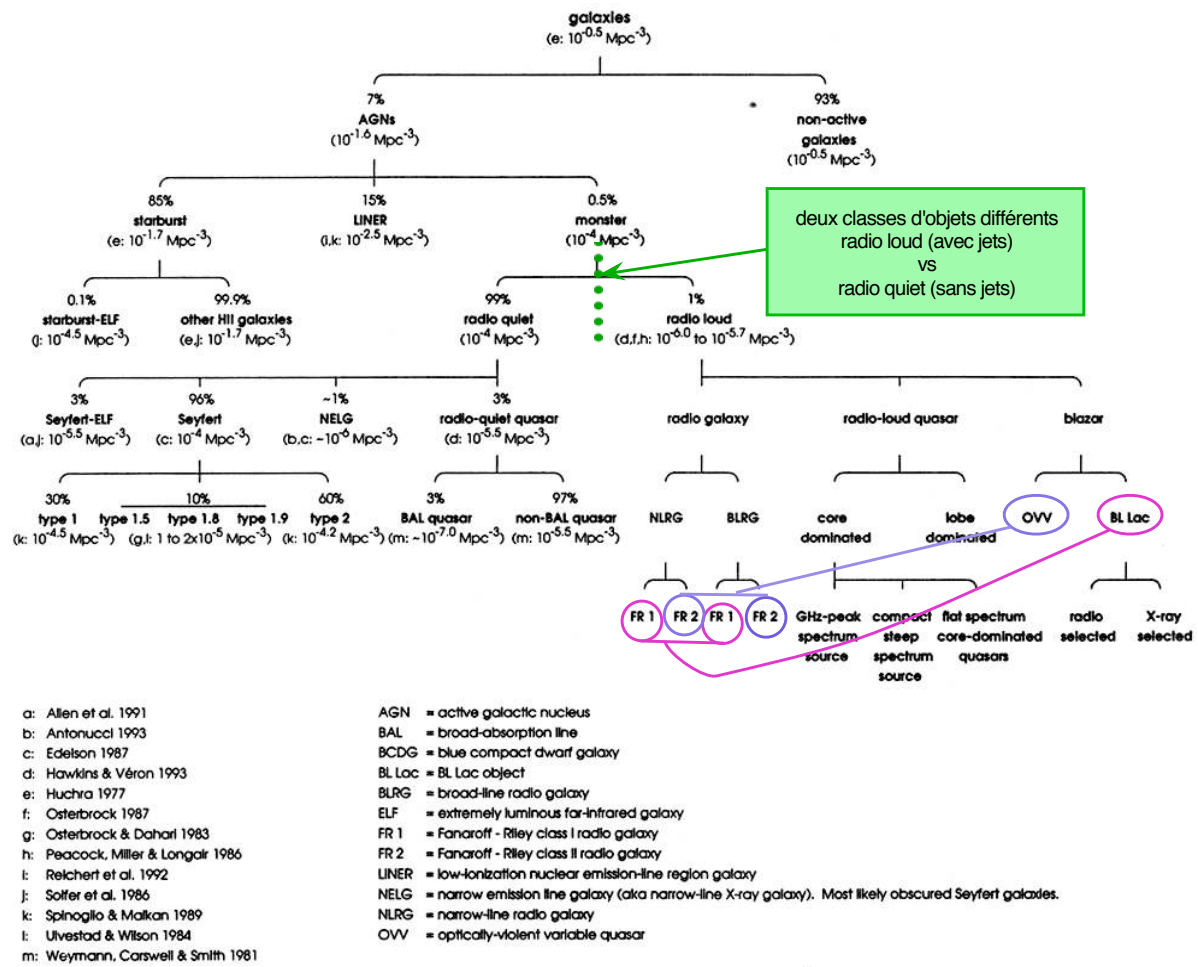 galaxies
(e: 10^-0.5 Mpc^-3)
7%
AGNs
(10^-1.6 Mpc^-3)
93%
non-active
galaxies
(10^-0.5 Mpc^-3)
85%
starburst
(e: 10^-1.7 Mpc^-3)
15%
LINER
(i,k: 10^-2.5 Mpc^-3)
0.5%
monster
(10^-4 Mpc^-3)
deux classes d'objets différents
radio loud (avec jets)
vs
radio quiet (sans jets)
0.1%
starburst-ELF
(j: 10^-4.5 Mpc^-3)
99.9%
other HII galaxies
(e,j: 10^-1.7 Mpc^-3)
99%
radio quiet
(10^-4 Mpc^-3)
1%
radio loud
(d,f,h: 10^-6.0 to 10^-5.7 Mpc^-3)
3%
Seyfert-ELF
(a,j: 10^-5.5 Mpc^-3)
96%
Seyfert
(c: 10^-4 Mpc^-3)
~1%
NELG
(b,c: ~10^-6 Mpc^-3)
3%
radio-quiet quasar
(d: 10^-5.5 Mpc^-3)
radio galaxy
radio-loud quasar
blazar
30%
type 1
(k: 10^-4.5 Mpc^-3)
10%
type 1.5 type 1.8 type 1.9
(g,l: 1 to 2x10^-5 Mpc^-3)
60%
type 2
(k: 10^-4.2 Mpc^-3)
3%
BAL quasar
(m: ~10^-7.0 Mpc^-3)
97%
non-BAL quasar
(m: 10^-5.5 Mpc^-3)
NLRG
BLRG
core
dominated
lobe
dominated
OVV
BL Lac
FR 1
FR 2
FR 1
FR 2
GHz-peak
spectrum
source
compact
steep
spectrum
source
flat spectrum
core-dominated
quasars
radio
selected
X-ray
selected
a: Allen et al. 1991
b: Antonucci 1993
c: Edelson 1987
d: Hawkins & Véron 1993
e: Huchra 1977
f: Osterbrock 1987
g: Osterbrock & Dahari 1983
h: Peacock, Miller & Longair 1986
i: Reichert et al. 1992
j: Soifer et al. 1986
k: Spinoglio & Malkan 1989
l: Ulvestad & Wilson 1984
m: Weymann, Carswell & Smith 1981
AGN = active galactic nucleus
BAL = broad-absorption line
BCDG = blue compact dwarf galaxy
BL Lac = BL Lac object
BLRG = broad-line radio galaxy
ELF = extremely luminous far-infrared galaxy
FR 1 = Fanaroff - Riley class I radio galaxy
FR 2 = Fanaroff - Riley class II radio galaxy
LINER = low-ionization nuclear emission-line region galaxy
NELG = narrow emission line galaxy (aka narrow-line X-ray galaxy). Most likely obscured Seyfert galaxies.
NLRG = narrow-line radio galaxy
OVV = optically-violent variable quasar